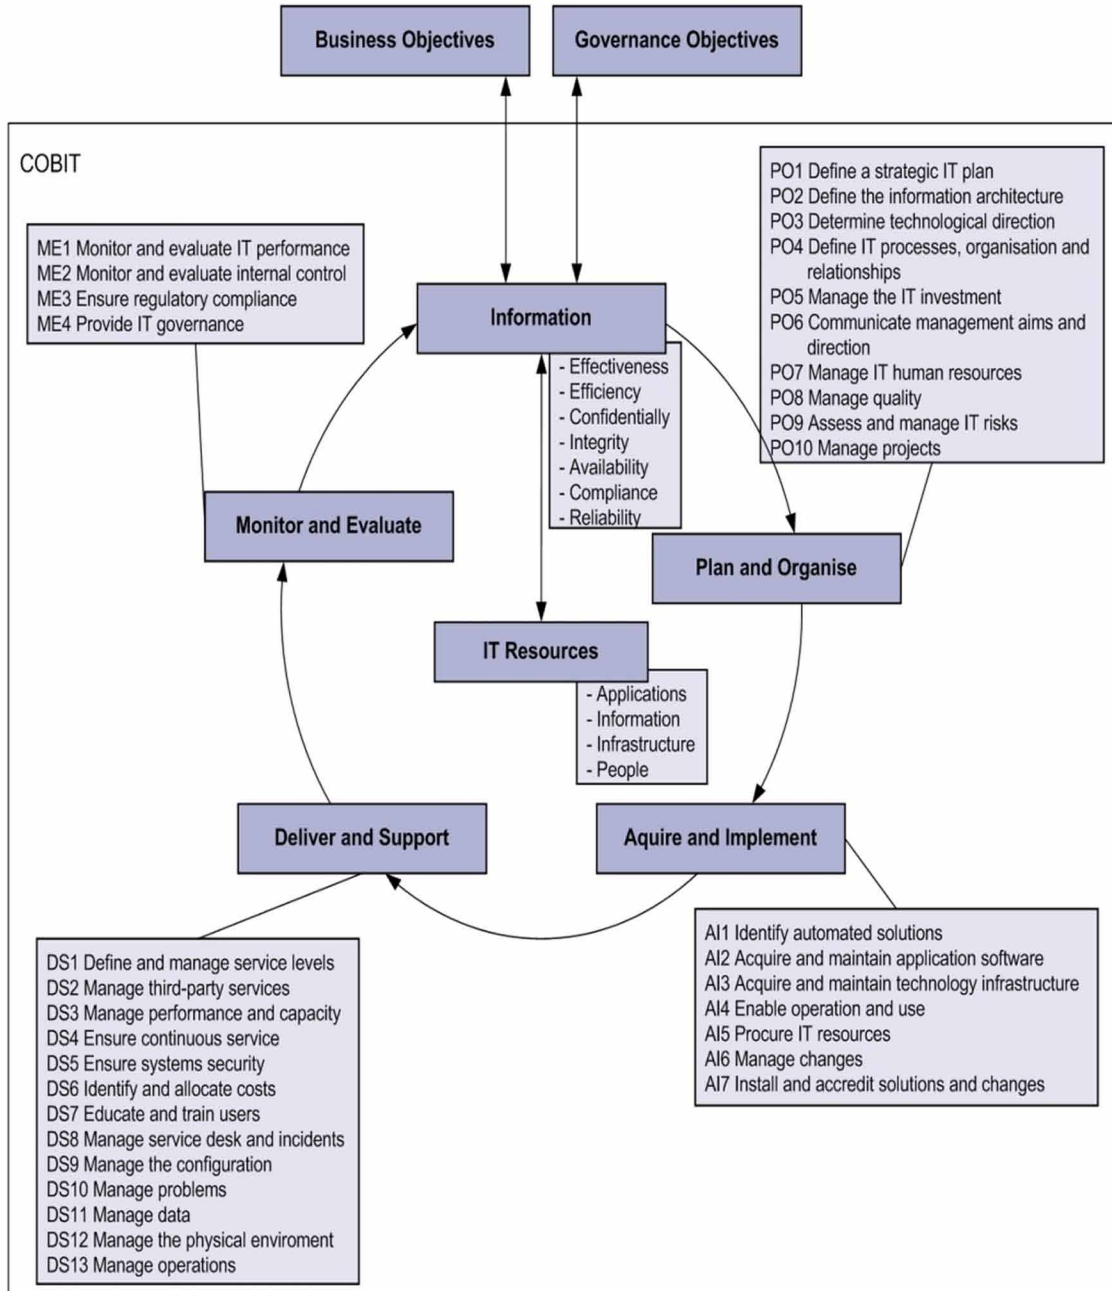 Business Objectives
Governance Objectives
COBIT
PO1 Define a strategic IT plan
PO2 Define the information architecture
PO3 Determine technological direction
PO4 Define IT processes, organisation and
relationships
PO5 Manage the IT investment
PO6 Communicate management aims and
direction
PO7 Manage IT human resources
PO8 Manage quality
PO9 Assess and manage IT risks
PO10 Manage projects
ME1 Monitor and evaluate IT performance
ME2 Monitor and evaluate internal control
ME3 Ensure regulatory compliance
ME4 Provide IT governance
Information
- Effectiveness
- Efficiency
- Confidentially
- Integrity
- Availability
- Compliance
- Reliability
Monitor and Evaluate
Plan and Organise
IT Resources
- Applications
- Information
- Infrastructure
- People
Deliver and Support
Aquire and Implement
AI1 Identify automated solutions
AI2 Acquire and maintain application software
AI3 Acquire and maintain technology infrastructure
AI4 Enable operation and use
AI5 Procure IT resources
AI6 Manage changes
AI7 Install and accredit solutions and changes
DS1 Define and manage service levels
DS2 Manage third-party services
DS3 Manage performance and capacity
DS4 Ensure continuous service
DS5 Ensure systems security
DS6 Identify and allocate costs
DS7 Educate and train users
DS8 Manage service desk and incidents
DS9 Manage the configuration
DS10 Manage problems
DS11 Manage data
DS12 Manage the physical enviroment
DS13 Manage operations